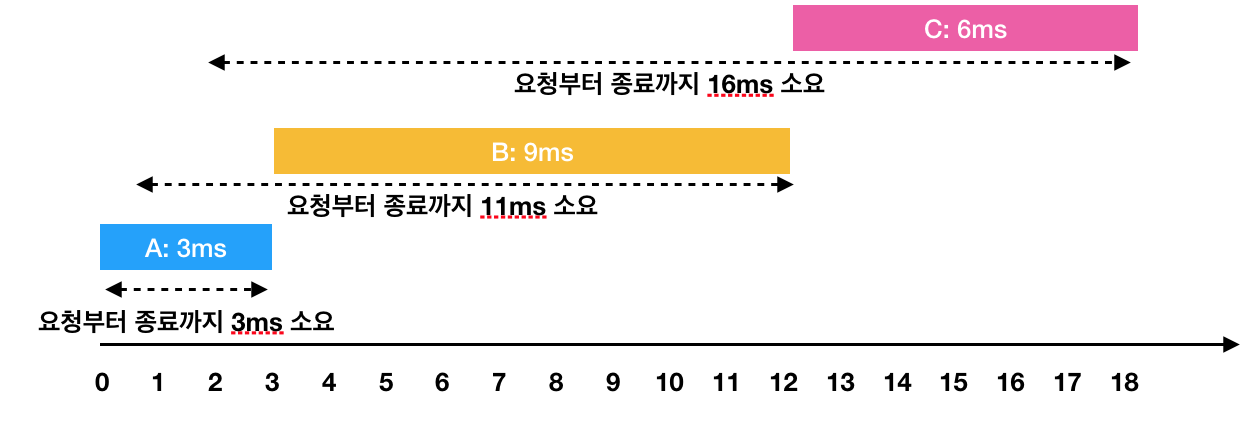 C: 6ms
요청부터 종료까지 16ms 소요
B: 9ms
요청부터 종료까지 11ms 소요
A: 3ms
요청부터 종료까지 3ms 소요
0 1 2 3 4 5 6 7 8 9 10 11 12 13 14 15 16 17 18